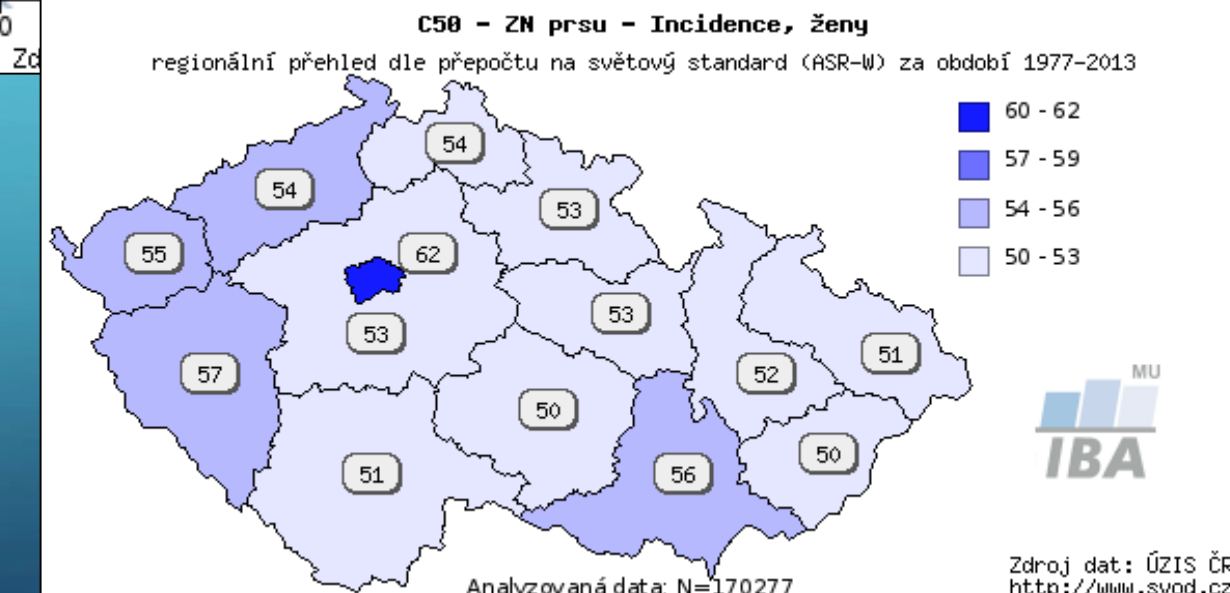 0
Zd
C50 - ZN prsu - Incidence, ženy
regionální přehled dle přepočtu na světový standard (ASR-W) za období 1977-2013
60 - 62
57 - 59
54 - 56
50 - 53
54
54
53
55
62
53
53
57
51
52
50
50
51
56
MU
IBA
Analyzovaná data: N=170277
Zdroj dat: ÚZIS ČR
http://www.svod.cz